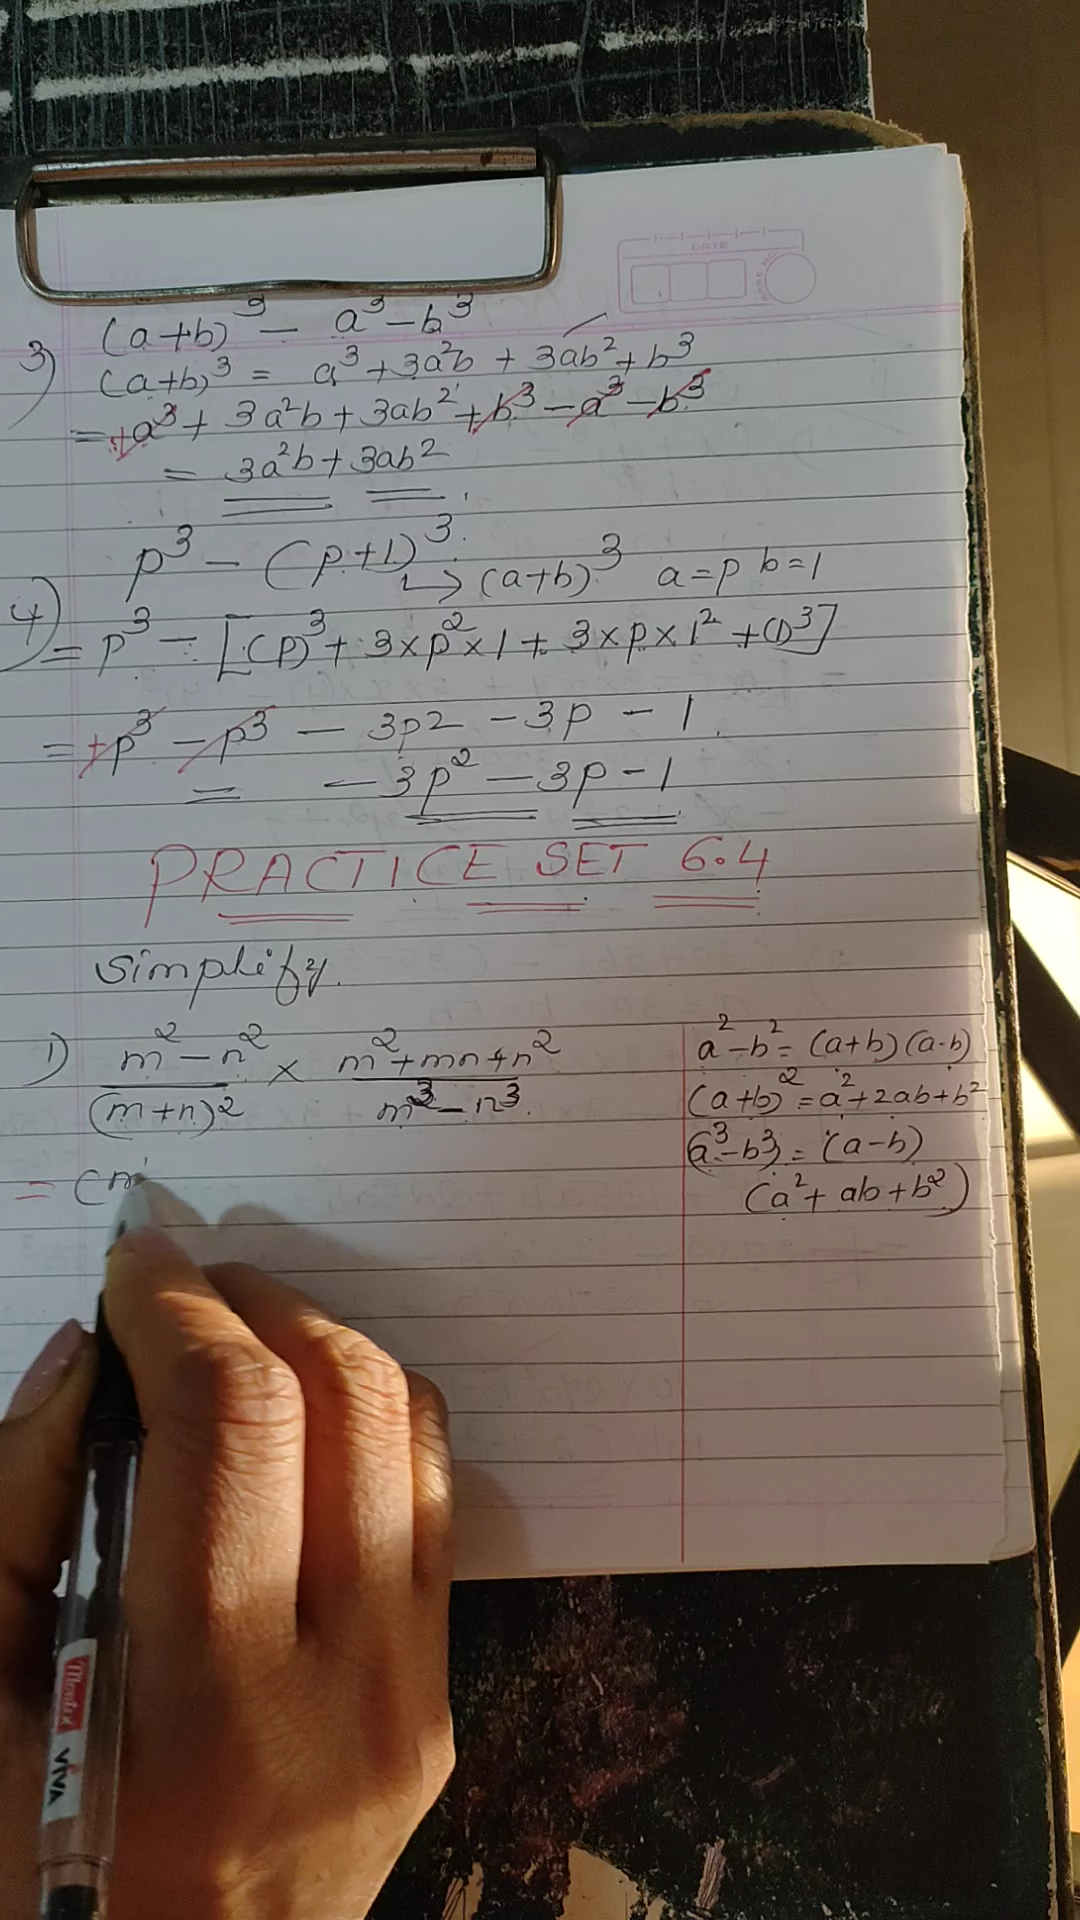 DATE
(a+b)³ - a³-b³
3) (a+b)³ = a³+3a²b + 3ab²+b³
= +a³ + 3a²b + 3ab² + b³ - a³ - b³
= 3a²b + 3ab².
p³ - (p+1)³.
↳ (a+b)³ a=p b=1
4) = p³ - [(p)³ + 3×p²×1 + 3×p×1² + (1)³]
= +p³ - p³ - 3p2 - 3p - 1.
= -3p² - 3p - 1
PRACTICE SET 6.4
Simplify.
1) m² - n² / (m+n)² × m²+mn+n² / m³-n³.
= (m
a²-b² = (a+b)(a-b)
(a+b)² = a²+2ab+b²
(a³-b³) = (a-b)
(a²+ab+b²)
Montex
VIVA